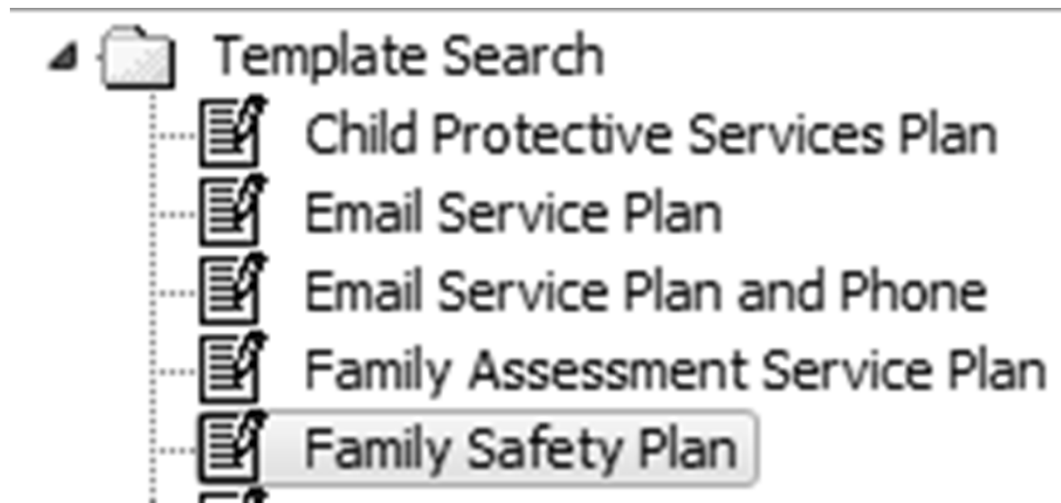 Template Search
Child Protective Services Plan
Email Service Plan
Email Service Plan and Phone
Family Assessment Service Plan
Family Safety Plan